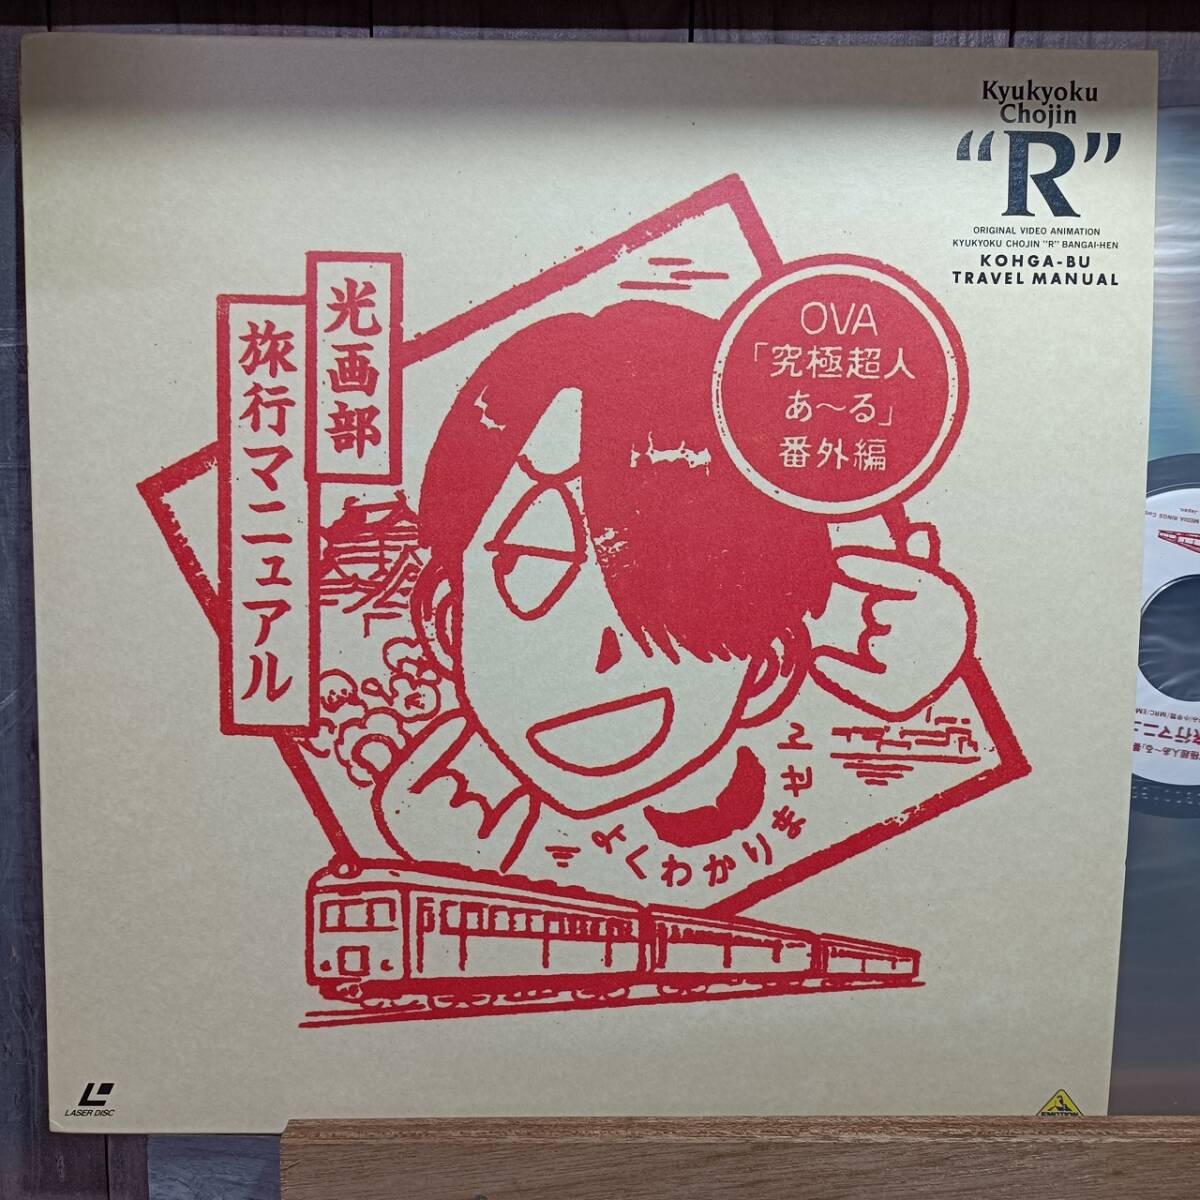 Kyukyoku
Chojin
“R”
ORIGINAL VIDEO ANIMATION
KYUKYOKU CHOJIN "R" BANGAI-HEN
KOHGA-BU
TRAVEL MANUAL
OVA
「究極超人
あ〜る」
番外編
光画部
旅行マニュアル
よくわかりません
LASER DISC
EMOTION